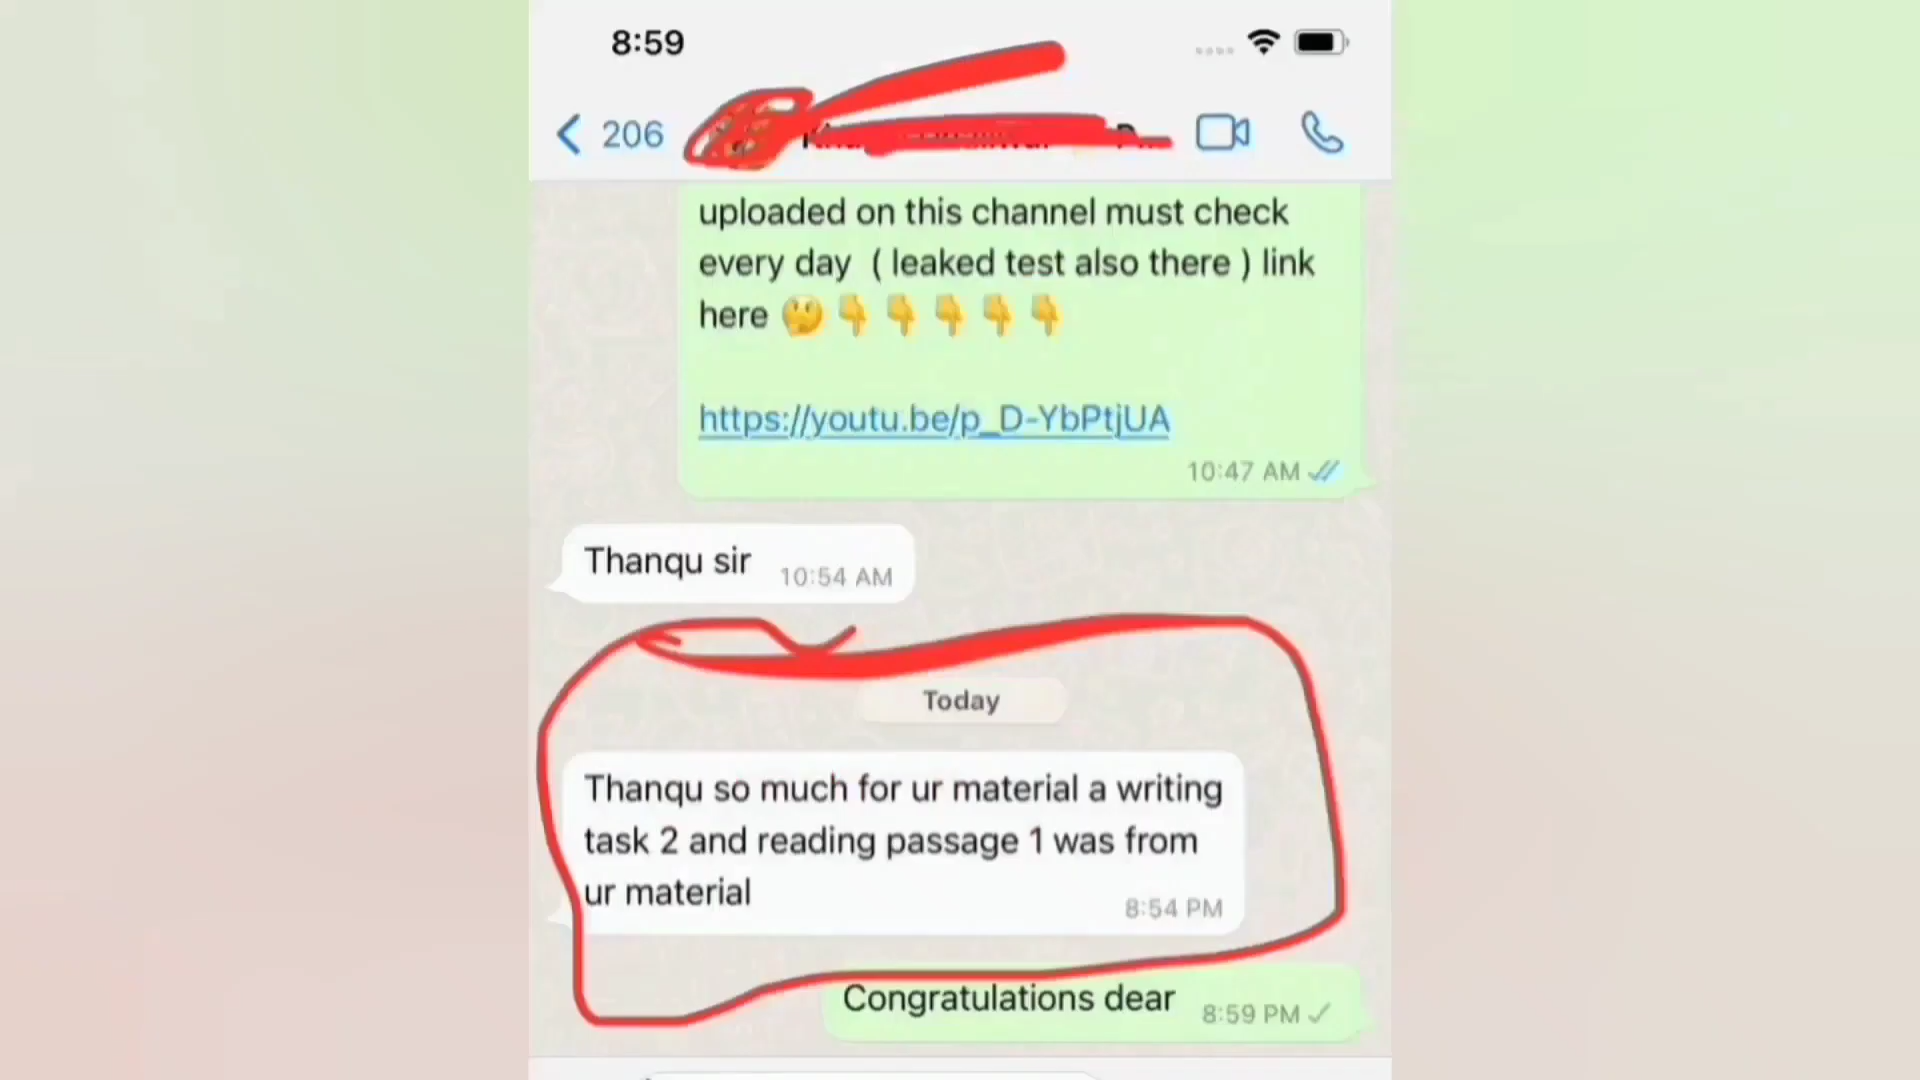 8:59
206
uploaded on this channel must check
every day ( leaked test also there ) link
here 🤔👇👇👇👇👇
https://youtu.be/p_D-YbPtjUA
10:47 AM
Thanqu sir 10:54 AM
Today
Thanqu so much for ur material a writing
task 2 and reading passage 1 was from
ur material
8:54 PM
Congratulations dear 8:59 PM